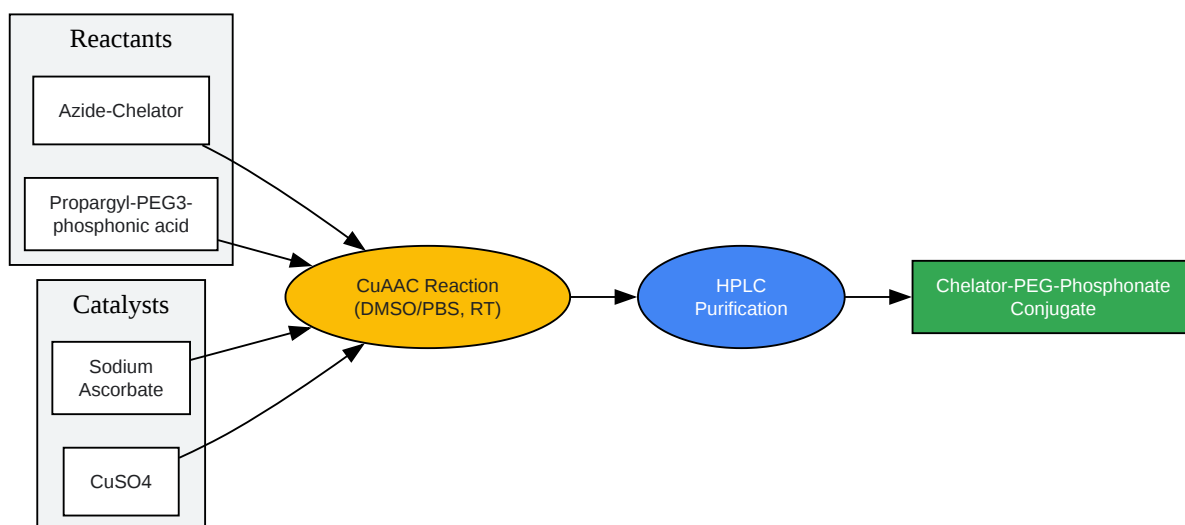 Reactants
Azide-Chelator
Propargyl-PEG3-
phosphonic acid
Catalysts
Sodium
Ascorbate
CuSO4
CuAAC Reaction
(DMSO/PBS, RT)
HPLC
Purification
Chelator-PEG-Phosphonate
Conjugate